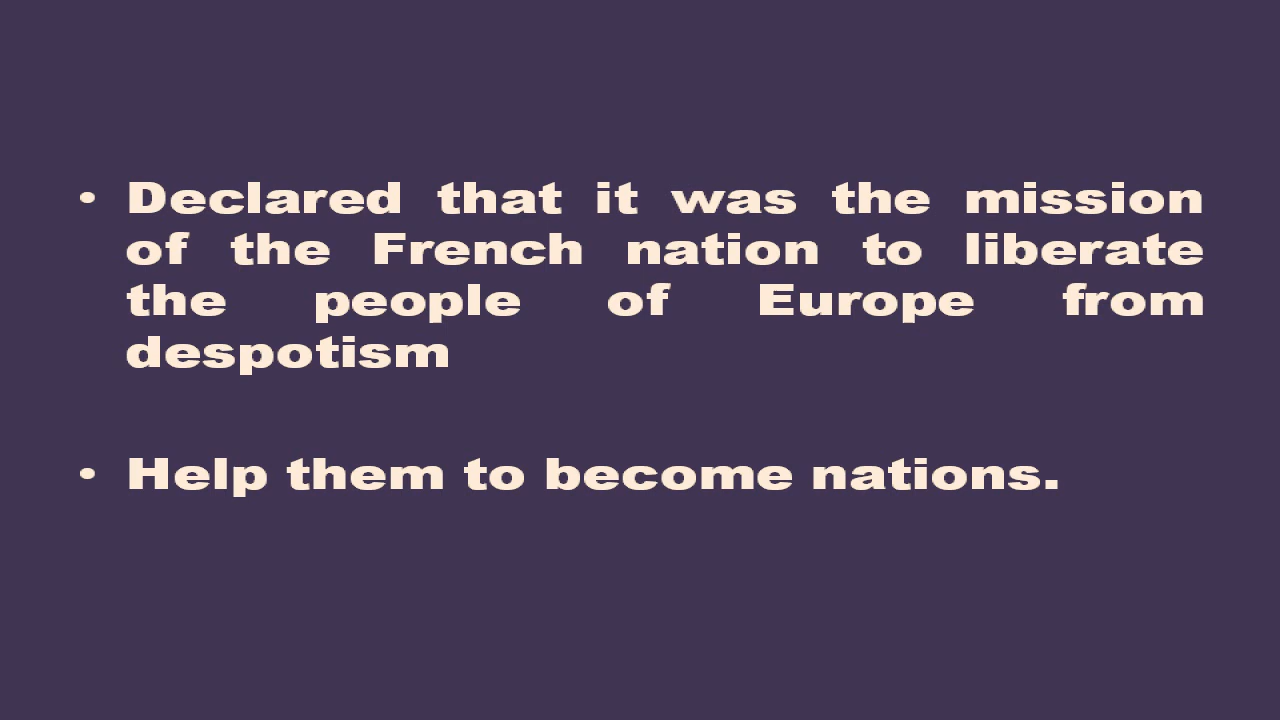 • Declared that it was the mission
of the French nation to liberate
the people of Europe from
despotism
• Help them to become nations.